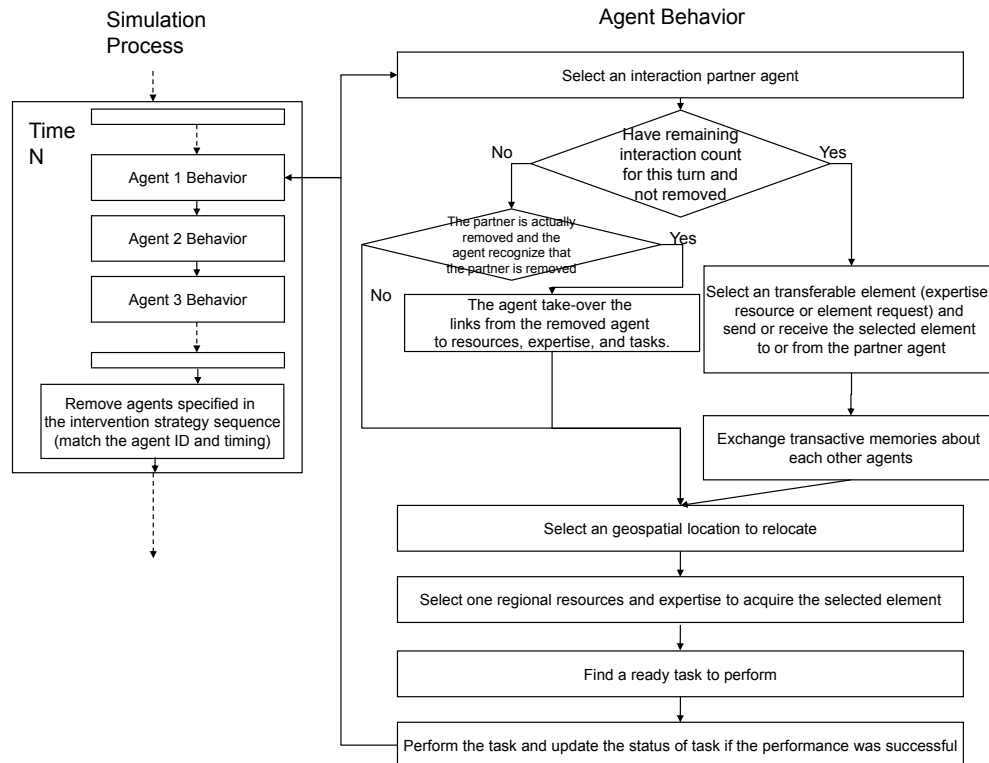 Simulation
Process
Time
N
Agent 1 Behavior
Agent 2 Behavior
Agent 3 Behavior
Remove agents specified in
the intervention strategy sequence
(match the agent ID and timing)
Agent Behavior
Select an interaction partner agent
Have remaining
interaction count
for this turn and
not removed
No
Yes
The partner is actually
removed and the
agent recognize that
the partner is removed
Yes
No
The agent take-over the
links from the removed agent
to resources, expertise, and tasks.
Select an transferable element (expertise,
resource or element request) and
send or receive the selected element
to or from the partner agent
Exchange transactive memories about
each other agents
Select an geospatial location to relocate
Select one regional resources and expertise to acquire the selected element
Find a ready task to perform
Perform the task and update the status of task if the performance was successful